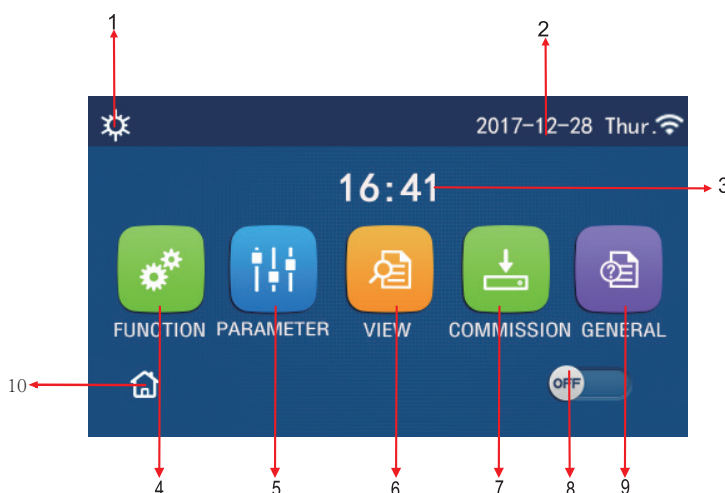 1
2
2017-12-28 Thur.
16:41
3
FUNCTION PARAMETER VIEW COMMISSION GENERAL
10
OFF
4 5 6 7 8 9